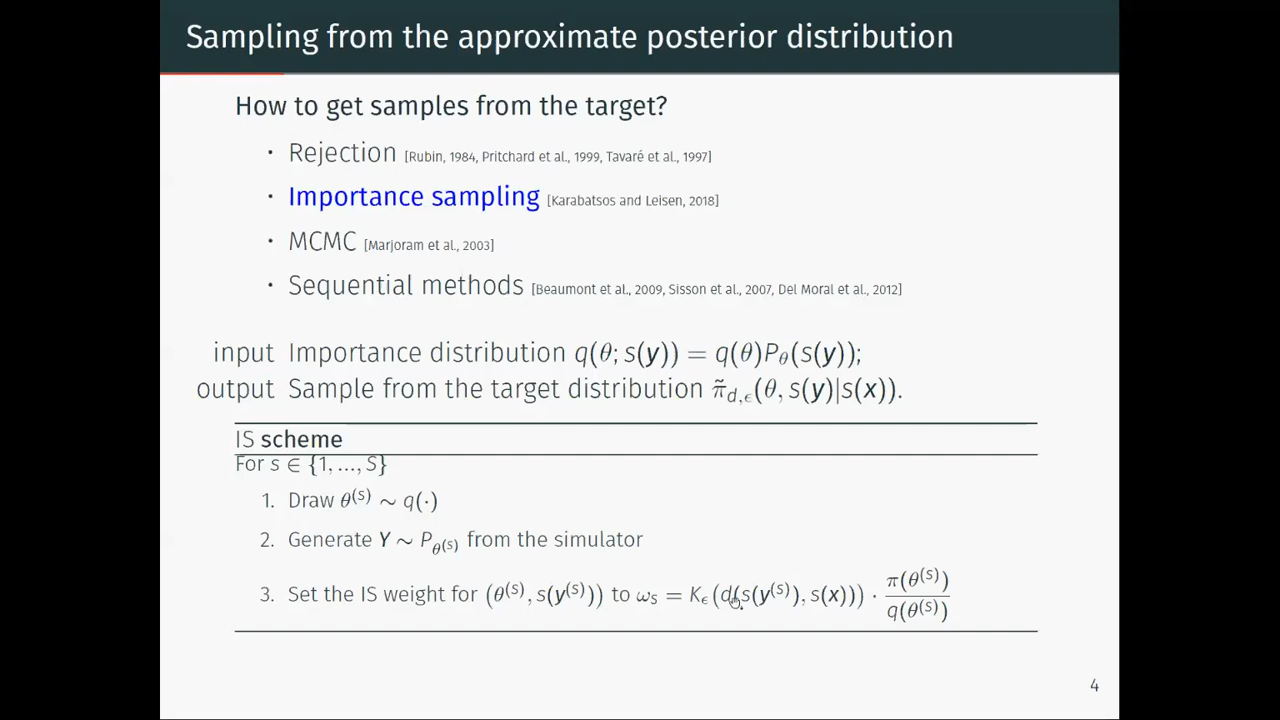 Sampling from the approximate posterior distribution
How to get samples from the target?
· Rejection [Rubin, 1984, Pritchard et al., 1999, Tavaré et al., 1997]
· Importance sampling [Karabatsos and Leisen, 2018]
· MCMC [Marjoram et al., 2003]
· Sequential methods [Beaumont et al., 2009, Sisson et al., 2007, Del Moral et al., 2012]
input Importance distribution q(θ; s(y)) = q(θ)P_θ(s(y));
output Sample from the target distribution π̃_{d,ϵ}(θ, s(y)|s(x)).
IS scheme
For s ∈ {1, ..., S}
1. Draw θ^(s) ∼ q(·)
2. Generate Y ∼ P_{θ^(s)} from the simulator
3. Set the IS weight for (θ^(s), s(y^(s))) to ω_s = K_ϵ(d(s(y^(s)), s(x))) · π(θ^(s)) / q(θ^(s))
4